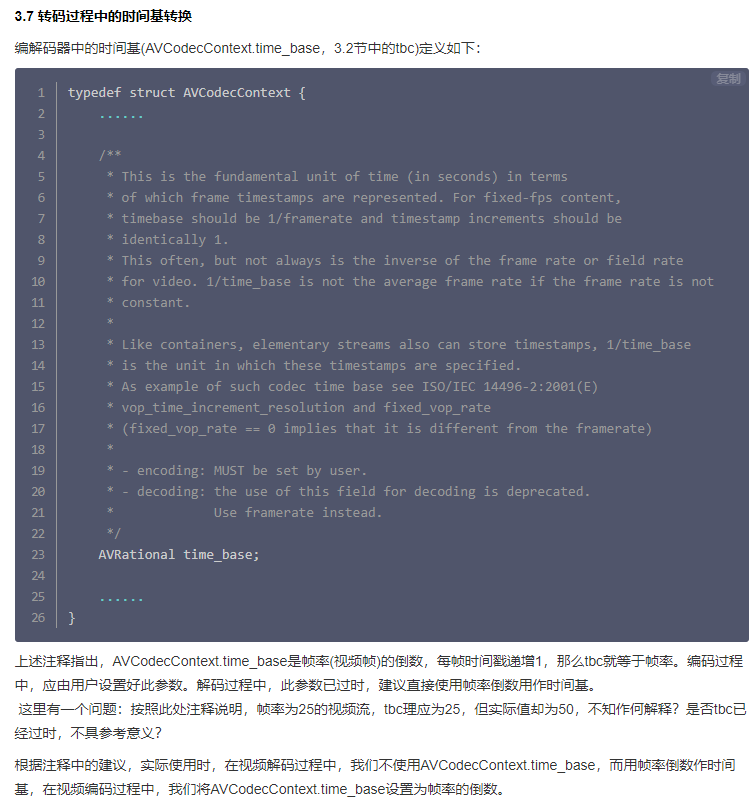 3.7 转码过程中的时间基转换
编解码器中的时间基(AVCodecContext.time_base，3.2节中的tbc)定义如下：
复制
1 typedef struct AVCodecContext {
2     ......
3
4     /**
5      * This is the fundamental unit of time (in seconds) in terms
6      * of which frame timestamps are represented. For fixed-fps content,
7      * timebase should be 1/framerate and timestamp increments should be
8      * identically 1.
9      * This often, but not always is the inverse of the frame rate or field rate
10      * for video. 1/time_base is not the average frame rate if the frame rate is not
11      * constant.
12      *
13      * Like containers, elementary streams also can store timestamps, 1/time_base
14      * is the unit in which these timestamps are specified.
15      * As example of such codec time base see ISO/IEC 14496-2:2001(E)
16      * vop_time_increment_resolution and fixed_vop_rate
17      * (fixed_vop_rate == 0 implies that it is different from the framerate)
18      *
19      * - encoding: MUST be set by user.
20      * - decoding: the use of this field for decoding is deprecated.
21      *             Use framerate instead.
22      */
23     AVRational time_base;
24
25     ......
26 }
上述注释指出，AVCodecContext.time_base是帧率(视频帧)的倒数，每帧时间戳递增1，那么tbc就等于帧率。编码过程
中，应由用户设置好此参数。解码过程中，此参数已过时，建议直接使用帧率倒数用作时间基。
这里有一个问题：按照此处注释说明，帧率为25的视频流，tbc理应为25，但实际值却为50，不知作何解释？是否tbc已
经过时，不具参考意义？
根据注释中的建议，实际使用时，在视频解码过程中，我们不使用AVCodecContext.time_base，而用帧率倒数作时间
基，在视频编码过程中，我们将AVCodecContext.time_base设置为帧率的倒数。